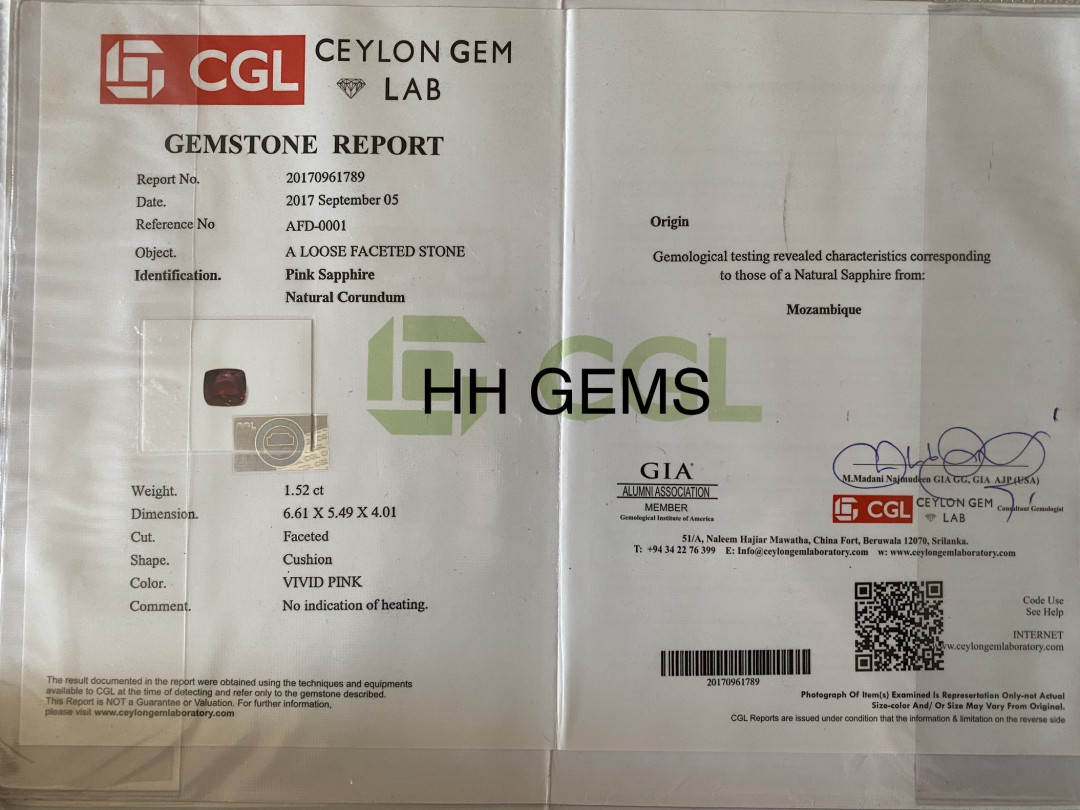 CGL CEYLON GEM
LAB
GEMSTONE REPORT
Report No. 20170961789
Date. 2017 September 05
Reference No AFD-0001
Object. A LOOSE FACETED STONE
Identification. Pink Sapphire
Natural Corundum
CGL
Weight. 1.52 ct
Dimension. 6.61 X 5.49 X 4.01
Cut. Faceted
Shape. Cushion
Color. VIVID PINK
Comment. No indication of heating.
The result documented in the report were obtained using the techniques and equipments
available to CGL at the time of detecting and refer only to the gemstone described.
This Report is NOT a Guarantee or Valuation. For further information,
please visit www.ceylongemlaboratory.com
CGL
HH GEMS
Origin
Gemological testing revealed characteristics corresponding
to those of a Natural Sapphire from:
Mozambique
GIA
ALUMNI ASSOCIATION
MEMBER
Gemological Institute of America
M.Madani Najmudeen GIA GG, GIA AJP (USA)
Consultant Gemologist
CGL CEYLON GEM
LAB
51/A, Naleem Hajiar Mawatha, China Fort, Beruwala 12070, Srilanka.
T: +94 34 22 76 399 E: Info@ceylongemlaboratory.com w: www.ceylongemlaboratory.com
Code Use
See Help
INTERNET
www.ceylongemlaboratory.com
20170961789
Photograph Of Item(s) Examined Is Representation Only-not Actual
Size-color And/ Or Size May Vary From Original.
CGL Reports are issued under condition that the information & limitation on the reverse side